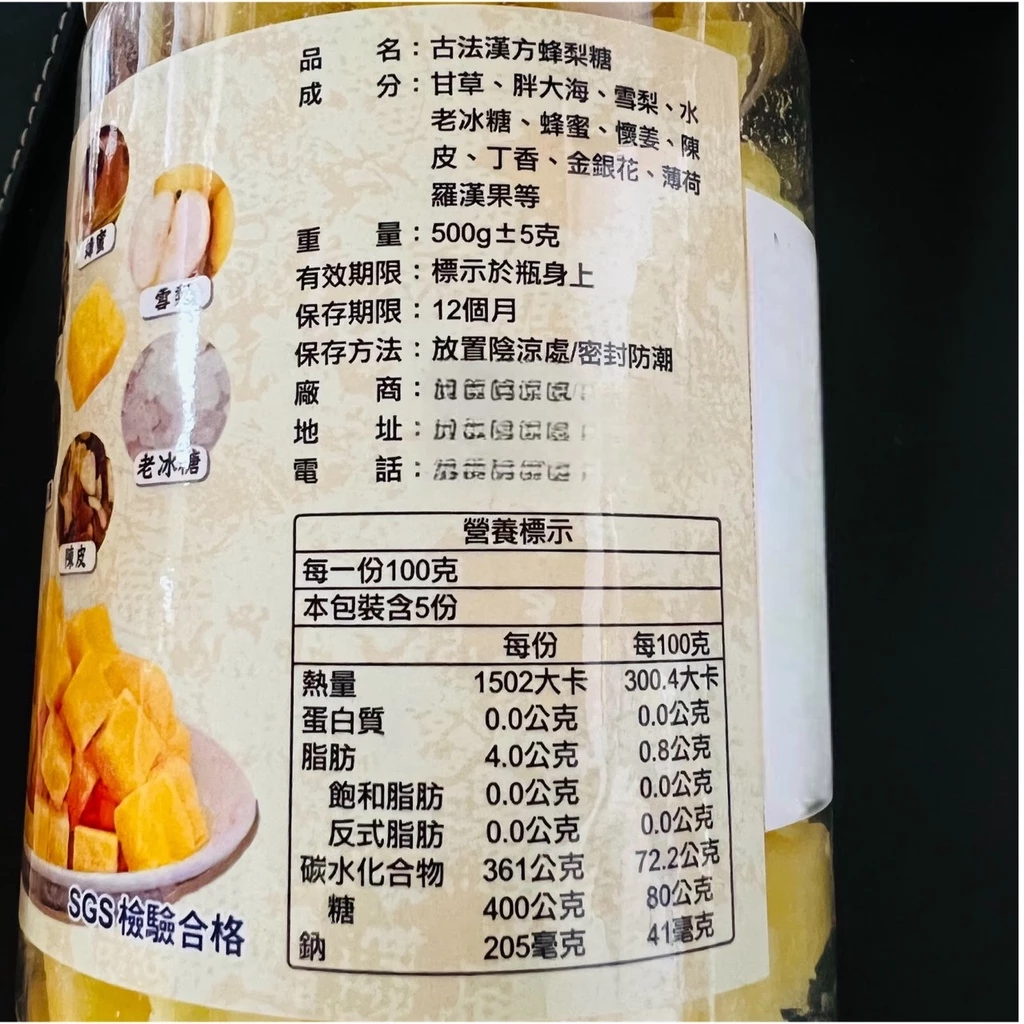 品名：古法漢方蜂梨糖
成分：甘草、胖大海、雪梨、水
老冰糖、蜂蜜、懷姜、陳
皮、丁香、金銀花、薄荷
羅漢果等
重量：500g±5克
有效期限：標示於瓶身上
保存期限：12個月
保存方法：放置陰涼處/密封防潮
廠商：
地址：
電話：
營養標示
每一份100克
本包裝含5份
每份 每100克
熱量 1502大卡 300.4大卡
蛋白質 0.0公克 0.0公克
脂肪 4.0公克 0.8公克
飽和脂肪 0.0公克 0.0公克
反式脂肪 0.0公克 0.0公克
碳水化合物 361公克 72.2公克
糖 400公克 80公克
鈉 205毫克 41毫克
蜂蜜
雪梨
老冰糖
陳皮
SGS檢驗合格